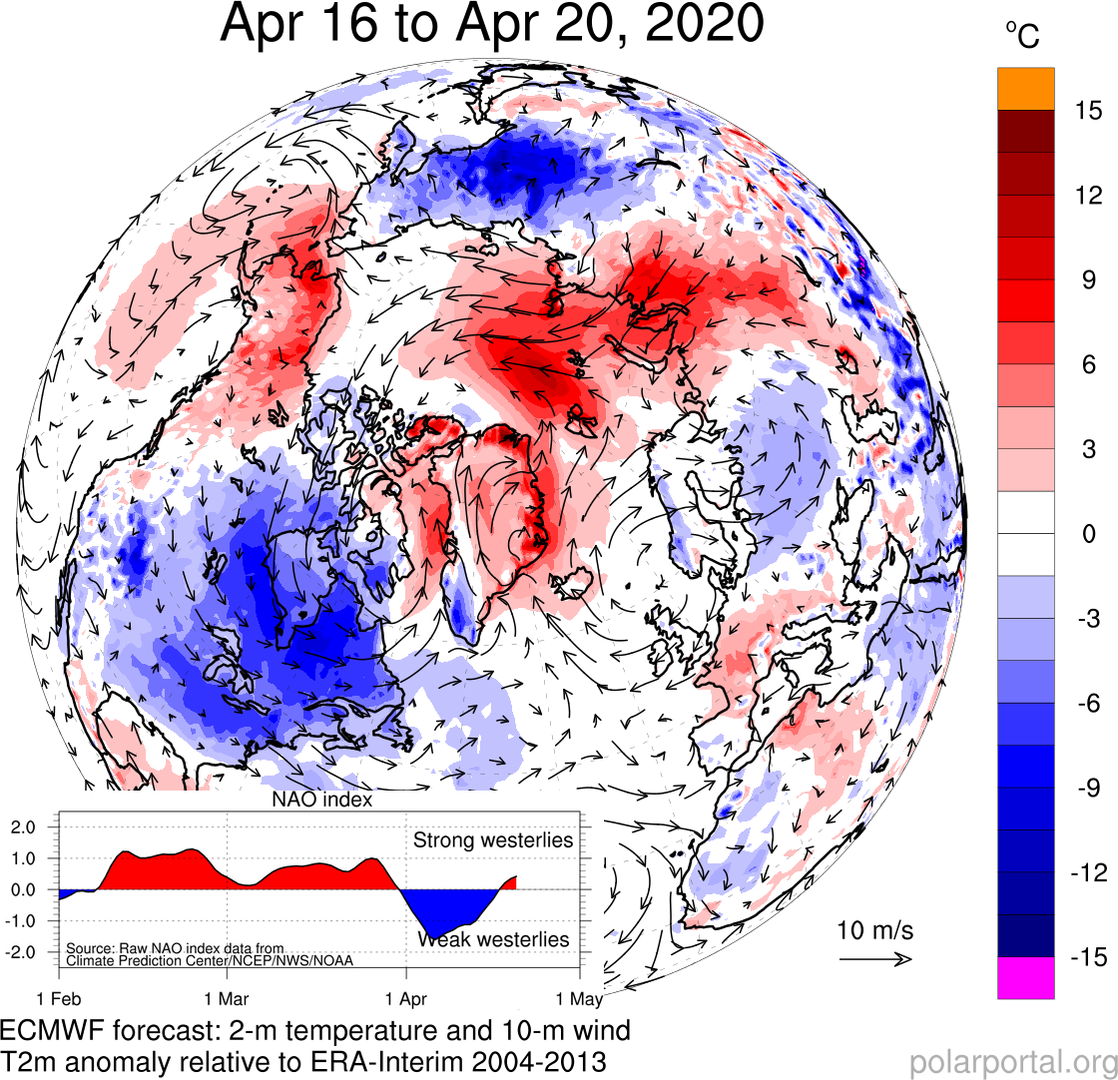 Apr 16 to Apr 20, 2020
°C
15
12
9
6
3
0
-3
-6
-9
-12
-15
10 m/s
NAO index
2.0
1.0
0.0
-1.0
-2.0
Strong westerlies
Weak westerlies
Source: Raw NAO index data from
Climate Prediction Center/NCEP/NWS/NOAA
1 Feb 1 Mar 1 Apr 1 May
ECMWF forecast: 2-m temperature and 10-m wind
T2m anomaly relative to ERA-Interim 2004-2013
polarportal.org